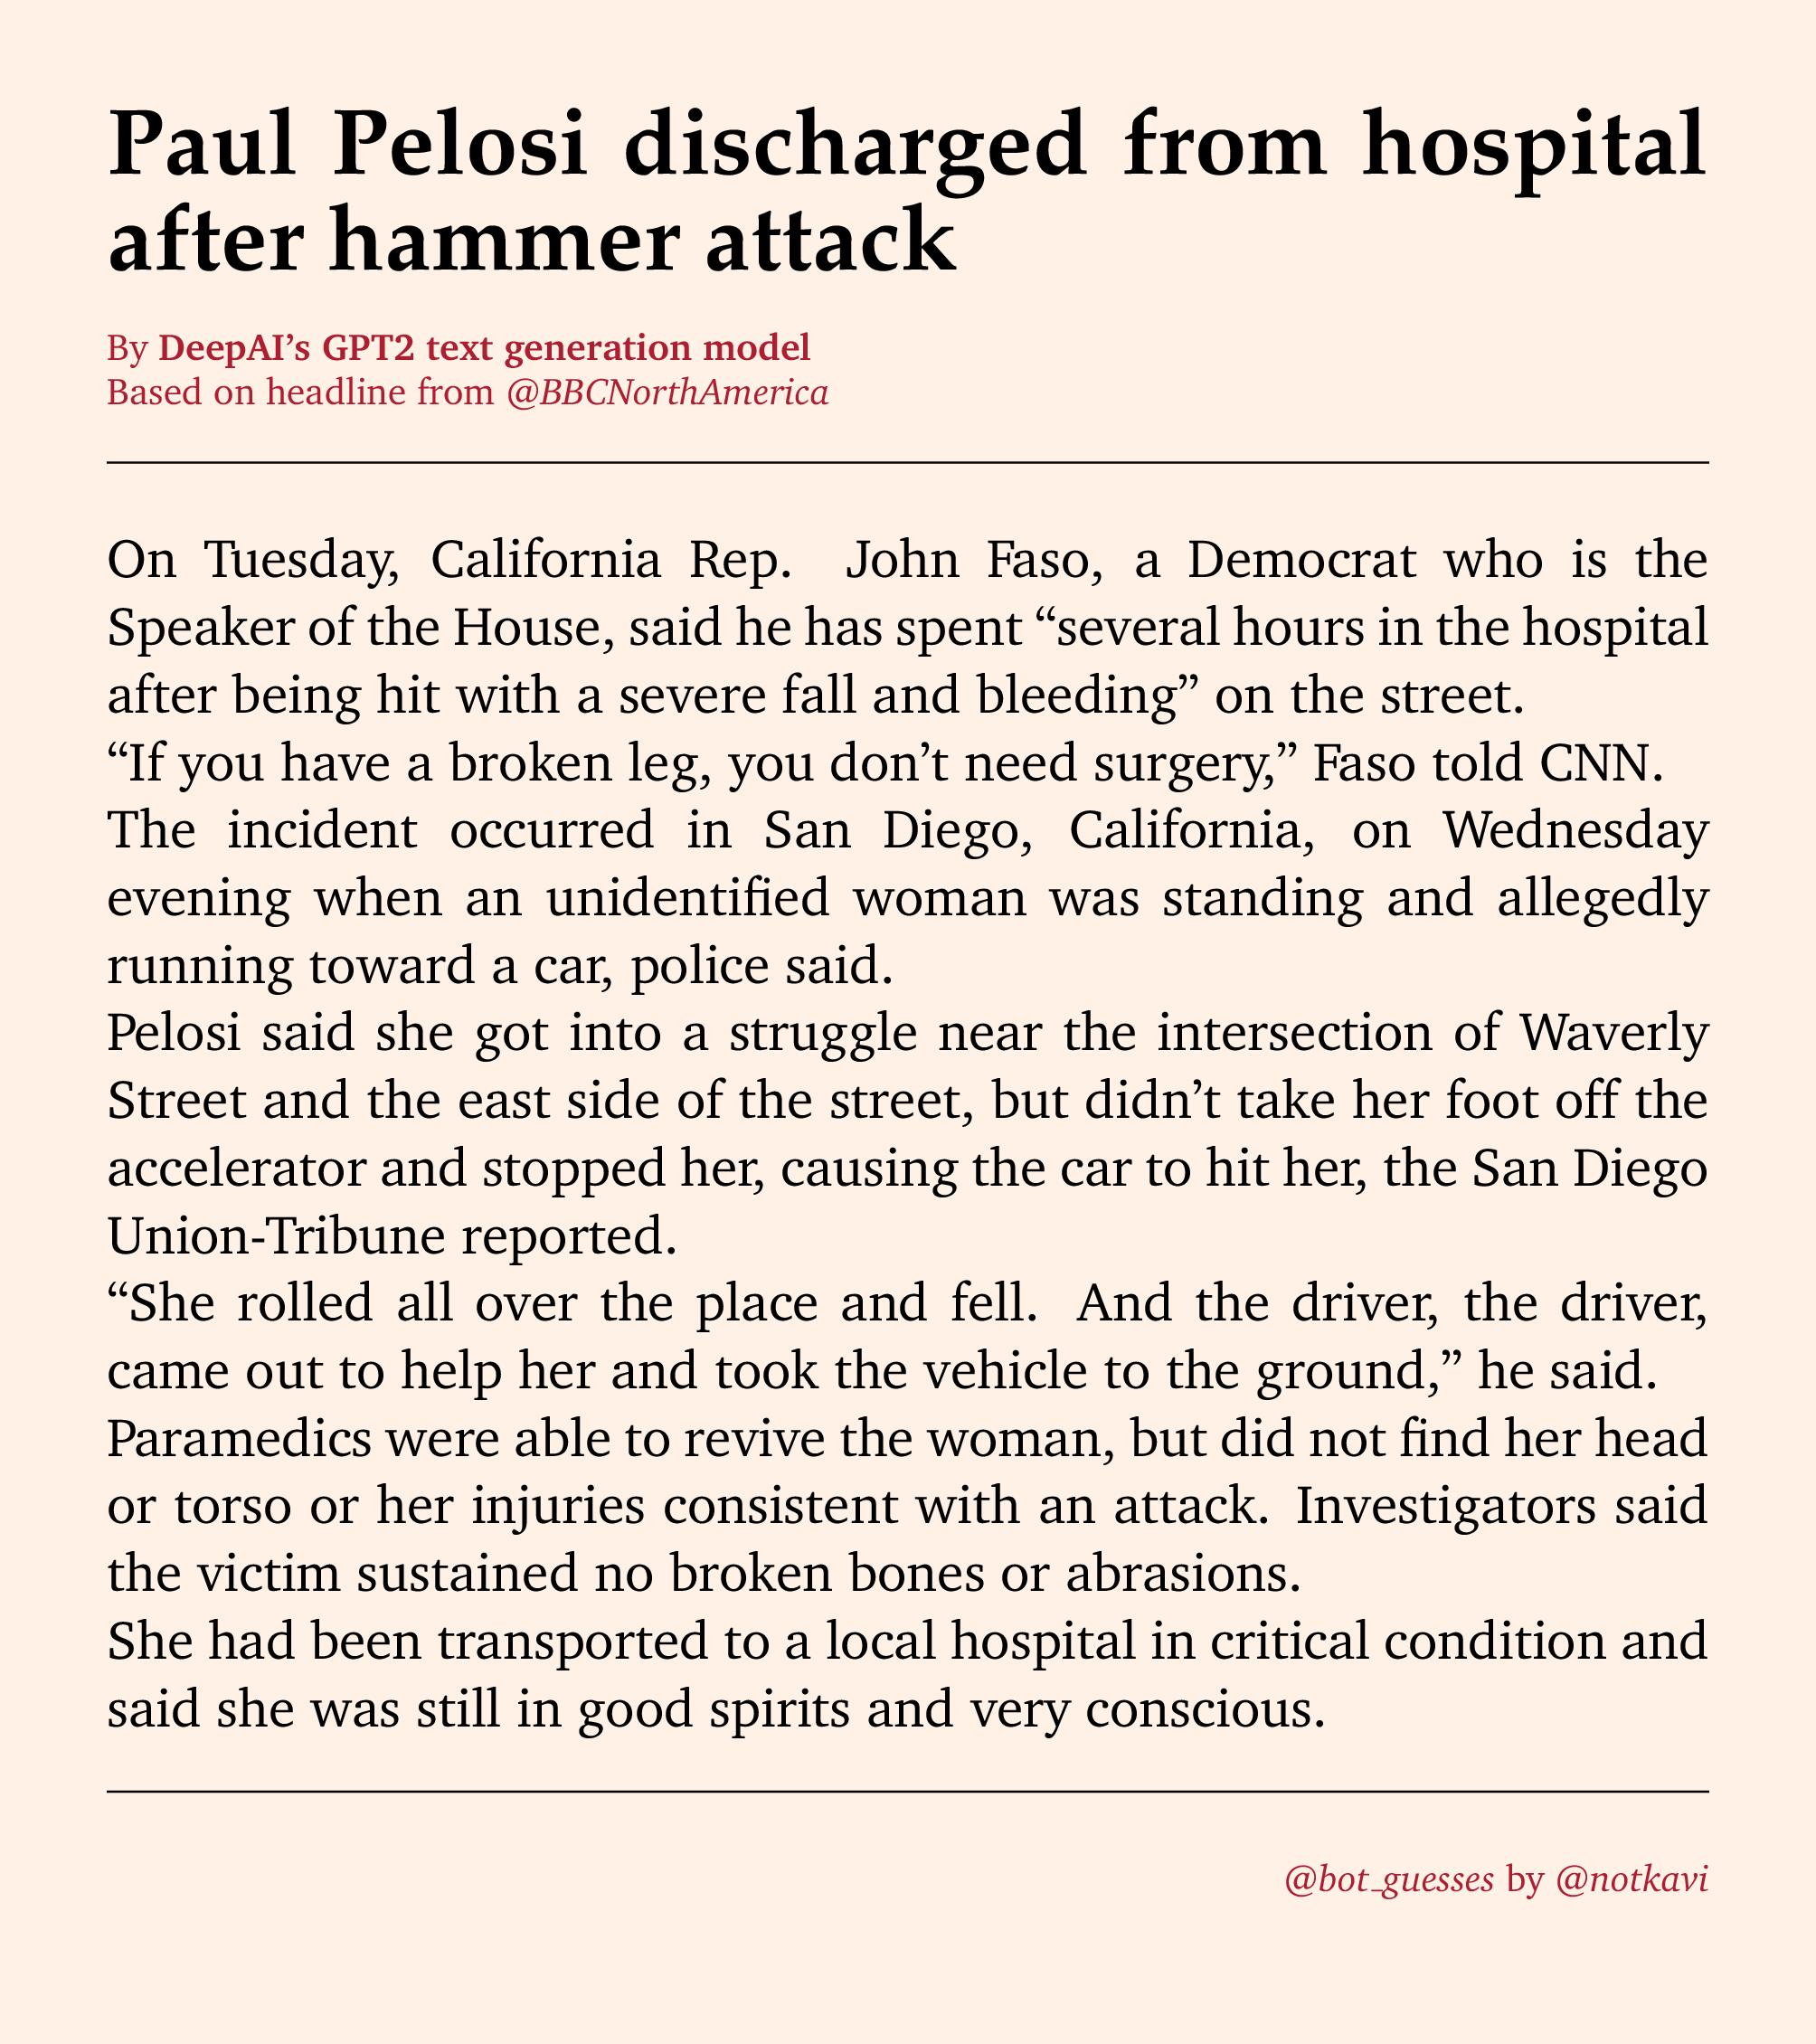 Paul Pelosi discharged from hospital
after hammer attack
By DeepAI’s GPT2 text generation model
Based on headline from @BBCNorthAmerica
On Tuesday, California Rep. John Faso, a Democrat who is the
Speaker of the House, said he has spent “several hours in the hospital
after being hit with a severe fall and bleeding” on the street.
“If you have a broken leg, you don’t need surgery,” Faso told CNN.
The incident occurred in San Diego, California, on Wednesday
evening when an unidentified woman was standing and allegedly
running toward a car, police said.
Pelosi said she got into a struggle near the intersection of Waverly
Street and the east side of the street, but didn’t take her foot off the
accelerator and stopped her, causing the car to hit her, the San Diego
Union-Tribune reported.
“She rolled all over the place and fell. And the driver, the driver,
came out to help her and took the vehicle to the ground,” he said.
Paramedics were able to revive the woman, but did not find her head
or torso or her injuries consistent with an attack. Investigators said
the victim sustained no broken bones or abrasions.
She had been transported to a local hospital in critical condition and
said she was still in good spirits and very conscious.
@bot_guesses by @notkavi